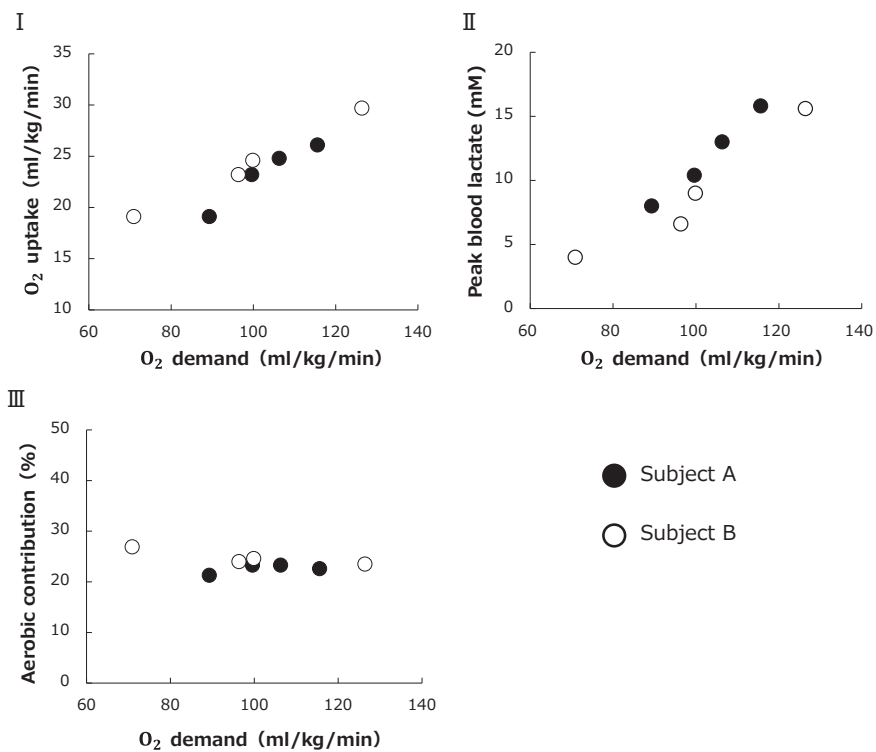 Ⅰ
35
30
25
20
15
10
60 80 100 120 140
O₂ uptake (ml/kg/min)
O₂ demand (ml/kg/min)
Ⅱ
20
15
10
5
0
60 80 100 120 140
Peak blood lactate (mM)
O₂ demand (ml/kg/min)
Ⅲ
50
40
30
20
10
0
60 80 100 120 140
Aerobic contribution (%)
O₂ demand (ml/kg/min)
Subject A
Subject B